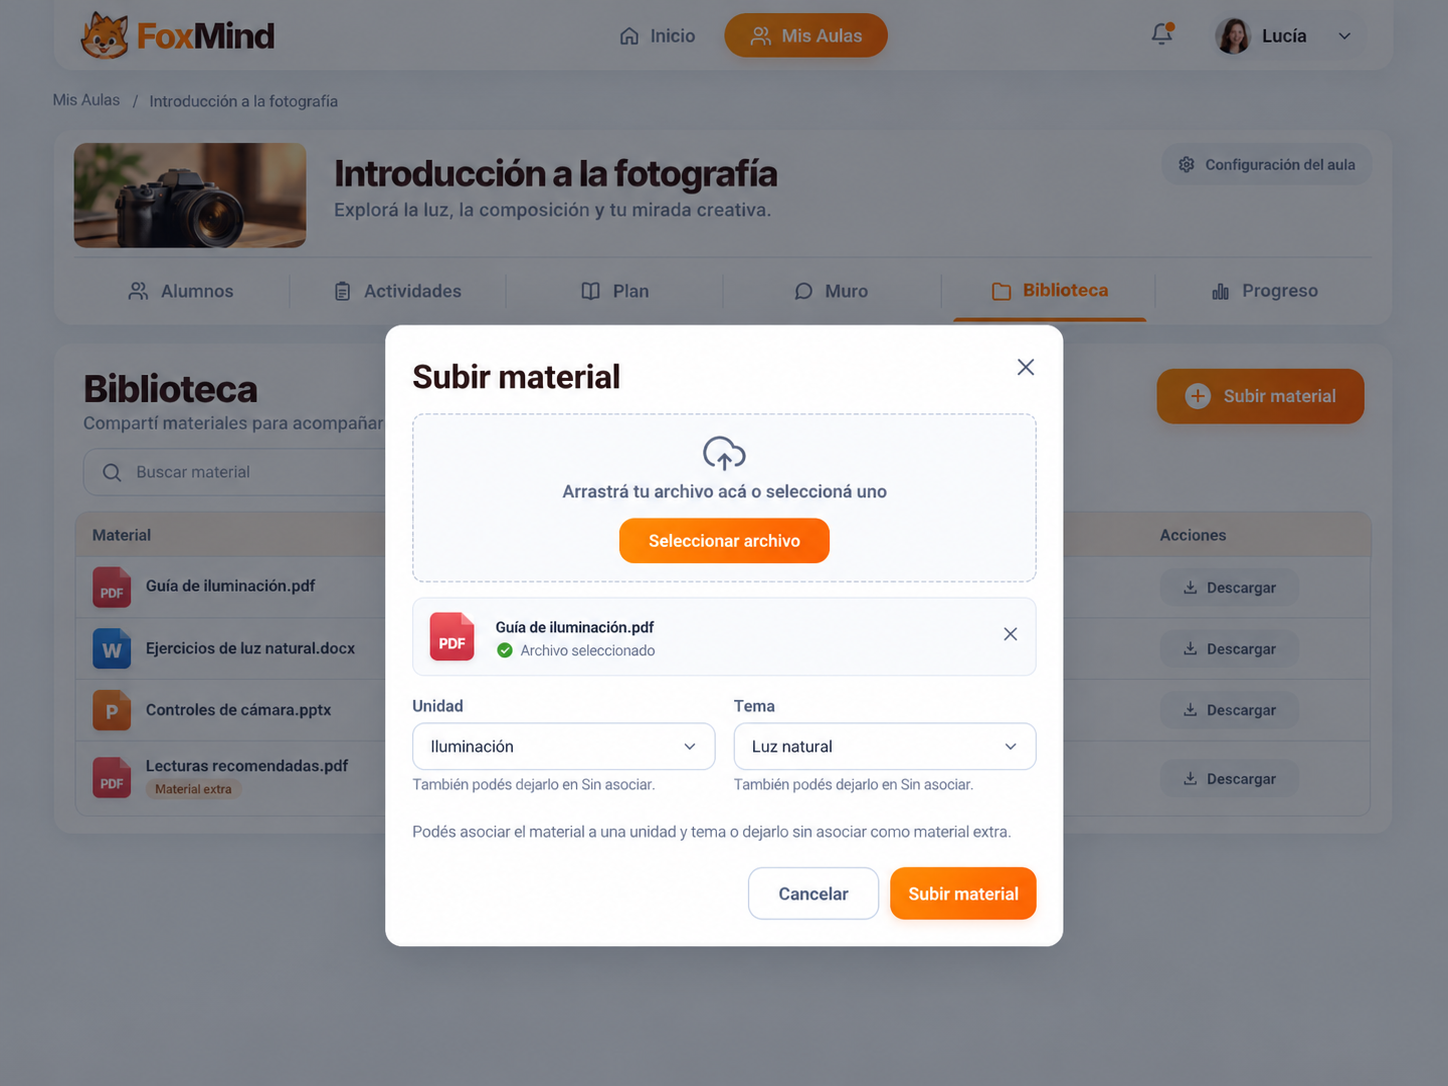 FoxMind
Inicio
Mis Aulas
Lucía
Mis Aulas / Introducción a la fotografía
Introducción a la fotografía
Explorá la luz, la composición y tu mirada creativa.
Configuración del aula
Alumnos
Actividades
Plan
Muro
Biblioteca
Progreso
Biblioteca
Compartí materiales para acompañar
Subir material
Buscar material
Material
Acciones
PDF
Guía de iluminación.pdf
Descargar
W
Ejercicios de luz natural.docx
Descargar
P
Controles de cámara.pptx
Descargar
PDF
Lecturas recomendadas.pdf
Material extra
Descargar
Subir material
Arrastrá tu archivo acá o seleccioná uno
Seleccionar archivo
PDF
Guía de iluminación.pdf
Archivo seleccionado
Unidad
Tema
Iluminación
Luz natural
También podés dejarlo en Sin asociar.
También podés dejarlo en Sin asociar.
Podés asociar el material a una unidad y tema o dejarlo sin asociar como material extra.
Cancelar
Subir material